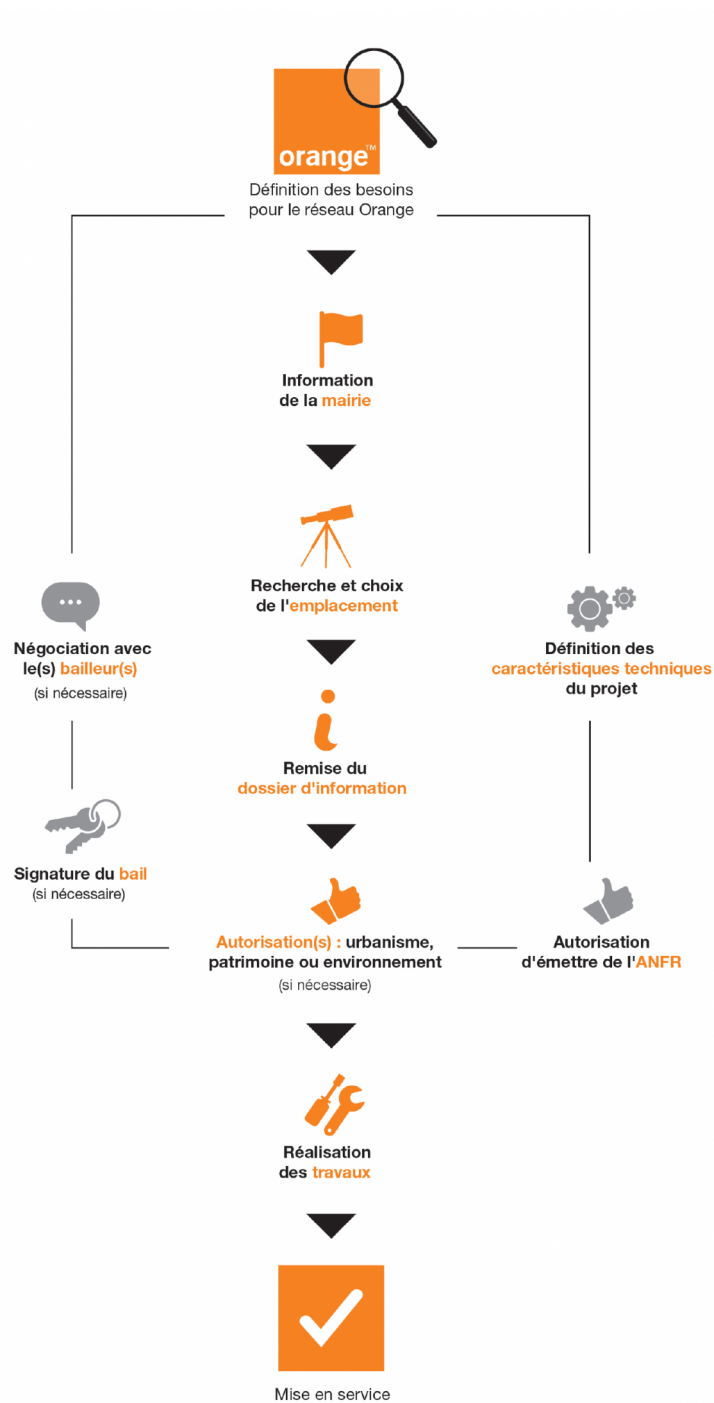 orange™
Définition des besoins
pour le réseau Orange
Information
de la mairie
Recherche et choix
de l'emplacement
Négociation avec
le(s) bailleur(s)
(si nécessaire)
Définition des
caractéristiques techniques
du projet
Remise du
dossier d'information
Signature du bail
(si nécessaire)
Autorisation(s) : urbanisme,
patrimoine ou environnement
(si nécessaire)
Autorisation
d'émettre de l'ANFR
Réalisation
des travaux
Mise en service